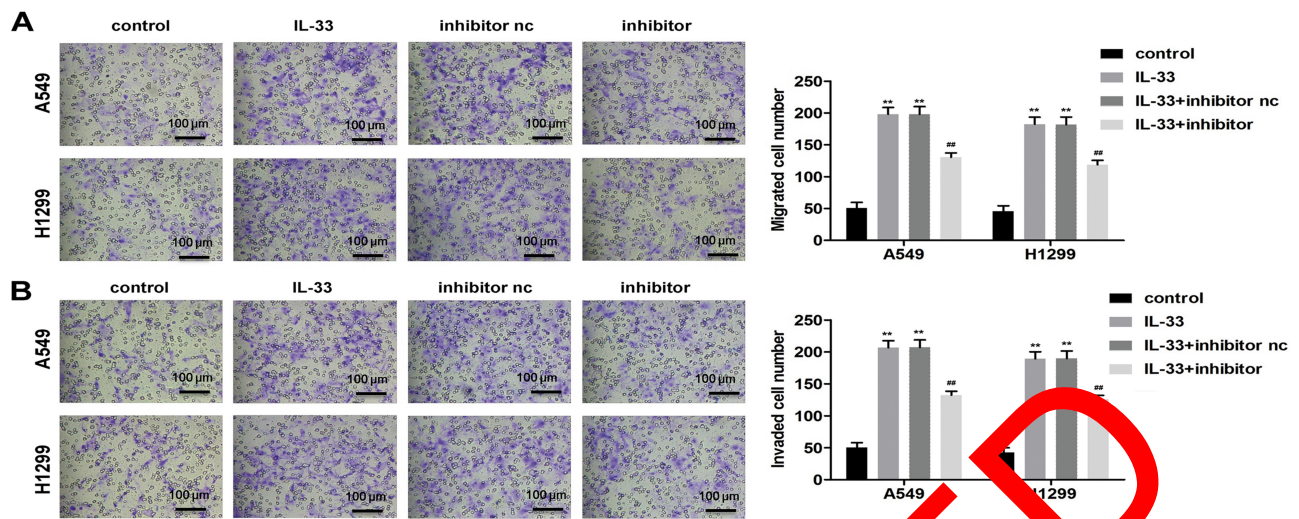 A
control IL-33 inhibitor nc inhibitor
A549
100 µm 100 µm 100 µm 100 µm
H1299
100 µm 100 µm 100 µm 100 µm
control
IL-33
IL-33+inhibitor nc
IL-33+inhibitor
Migrated cell number
250
200
150
100
50
0
** ** ## ** ** ##
A549 H1299
B
control IL-33 inhibitor nc inhibitor
A549
100 µm 100 µm 100 µm 100 µm
H1299
100 µm 100 µm 100 µm 100 µm
control
IL-33
IL-33+inhibitor nc
IL-33+inhibitor
Invaded cell number
250
200
150
100
50
0
** ** ## ** ** ##
A549